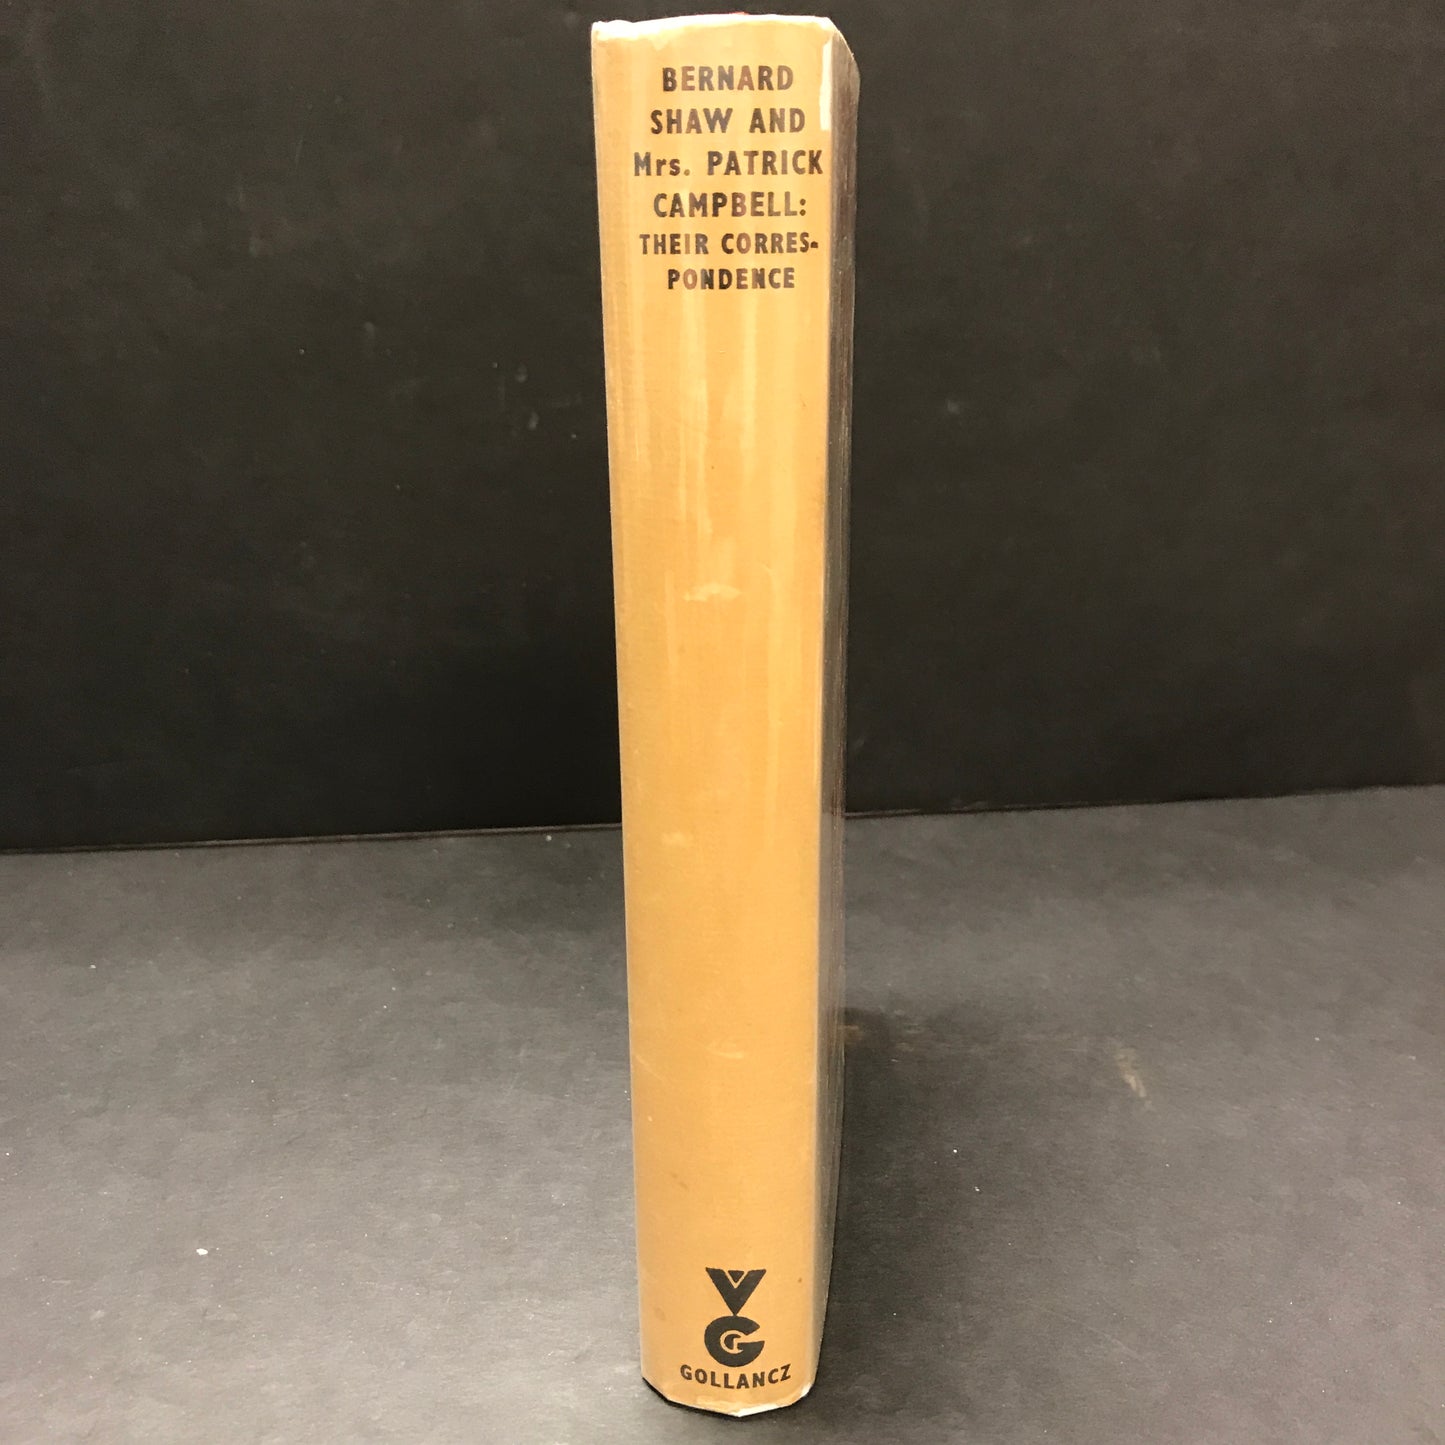 BERNARD
SHAW AND
Mrs. PATRICK
CAMPBELL:
THEIR CORRES-
PONDENCE
VG
GOLLANCZ